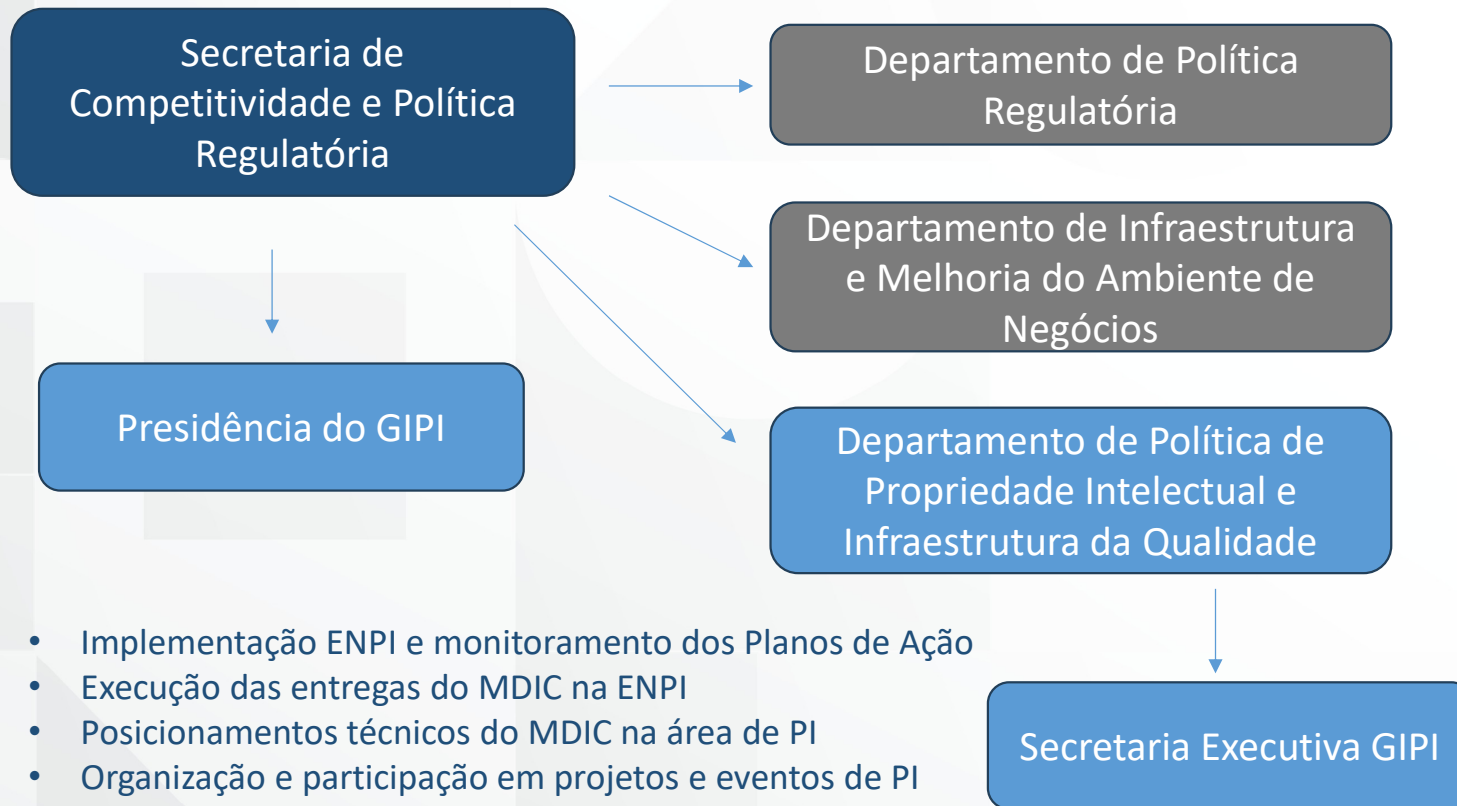 Secretaria de
Competitividade e Política
Regulatória
Departamento de Política
Regulatória
Departamento de Infraestrutura
e Melhoria do Ambiente de
Negócios
Presidência do GIPI
Departamento de Política de
Propriedade Intelectual e
Infraestrutura da Qualidade
• Implementação ENPI e monitoramento dos Planos de Ação
• Execução das entregas do MDIC na ENPI
• Posicionamentos técnicos do MDIC na área de PI
• Organização e participação em projetos e eventos de PI
Secretaria Executiva GIPI